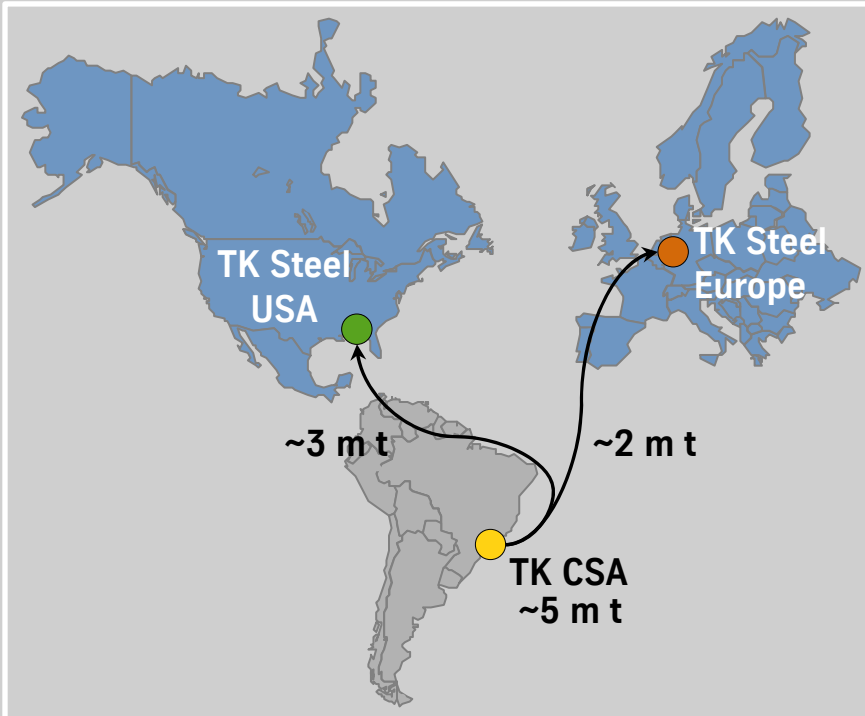 TK Steel
USA
TK Steel
Europe
~3 m t
~2 m t
TK CSA
~5 m t